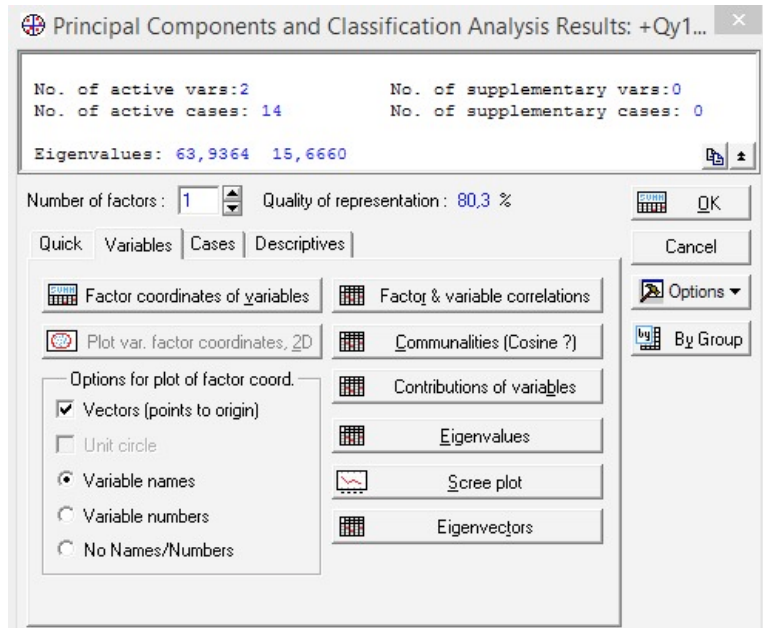 Principal Components and Classification Analysis Results: +Qy1...
No. of active vars:2 No. of supplementary vars:0
No. of active cases: 14 No. of supplementary cases: 0
Eigenvalues: 63,9364 15,6660
Number of factors : 1 Quality of representation : 80,3 %
OK
Quick Variables Cases Descriptives
Cancel
Factor coordinates of variables Factor & variable correlations
Options
Plot var. factor coordinates, 2D Communalities (Cosine ?)
By Group
Options for plot of factor coord. Contributions of variables
Vectors (points to origin)
Unit circle Eigenvalues
Variable names Scree plot
Variable numbers Eigenvectors
No Names/Numbers